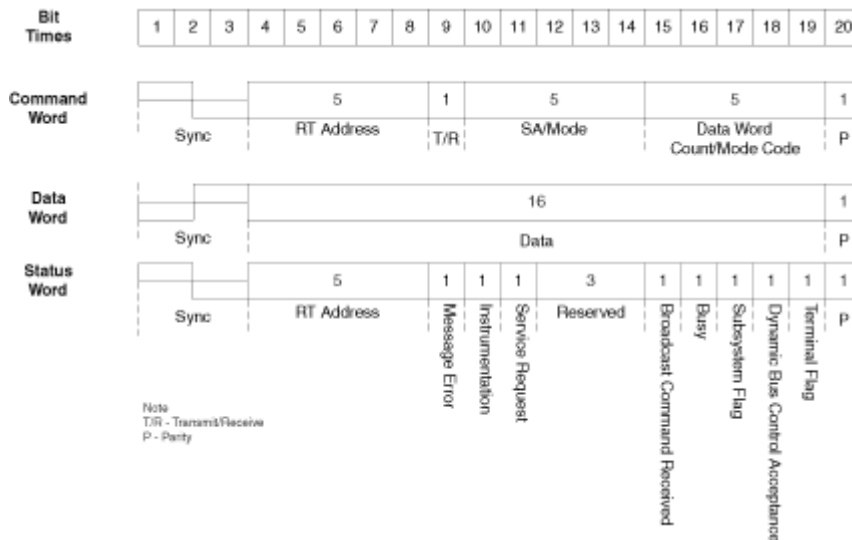 Bit
Times
1 2 3 4 5 6 7 8 9 10 11 12 13 14 15 16 17 18 19 20
Command
Word
5 1 5 5 1
Sync RT Address T/R SA/Mode Data Word
Count/Mode Code P
Data
Word
16 1
Sync Data P
Status
Word
5 1 1 1 3 1 1 1 1 1 1
Sync RT Address Reserved P
Message Error
Instrumentation
Service Request
Broadcast Command Received
Busy
Subsystem Flag
Dynamic Bus Control Acceptance
Terminal Flag
Note
T/R - Transmit/Receive
P - Parity